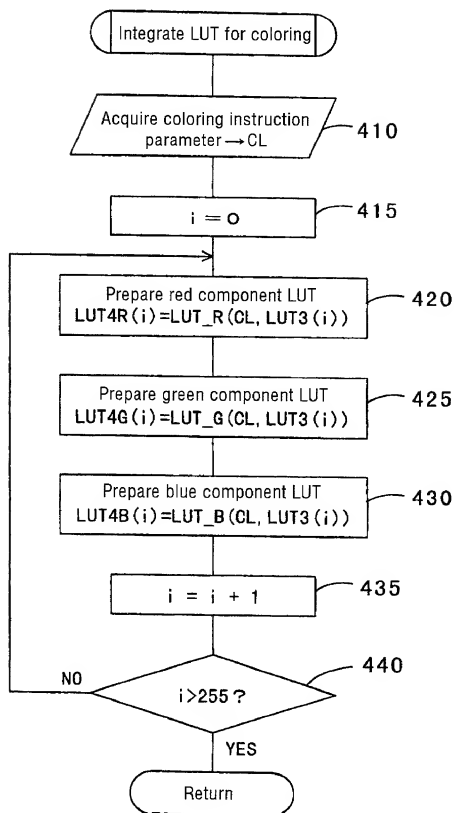 Integrate LUT for coloring
Acquire coloring instruction
parameter → CL
410
i = 0
415
Prepare red component LUT
LUT4R(i)=LUT_R(CL, LUT3(i))
420
Prepare green component LUT
LUT4G(i)=LUT_G(CL, LUT3(i))
425
Prepare blue component LUT
LUT4B(i)=LUT_B(CL, LUT3(i))
430
i = i + 1
435
i>255?
440
NO
YES
Return